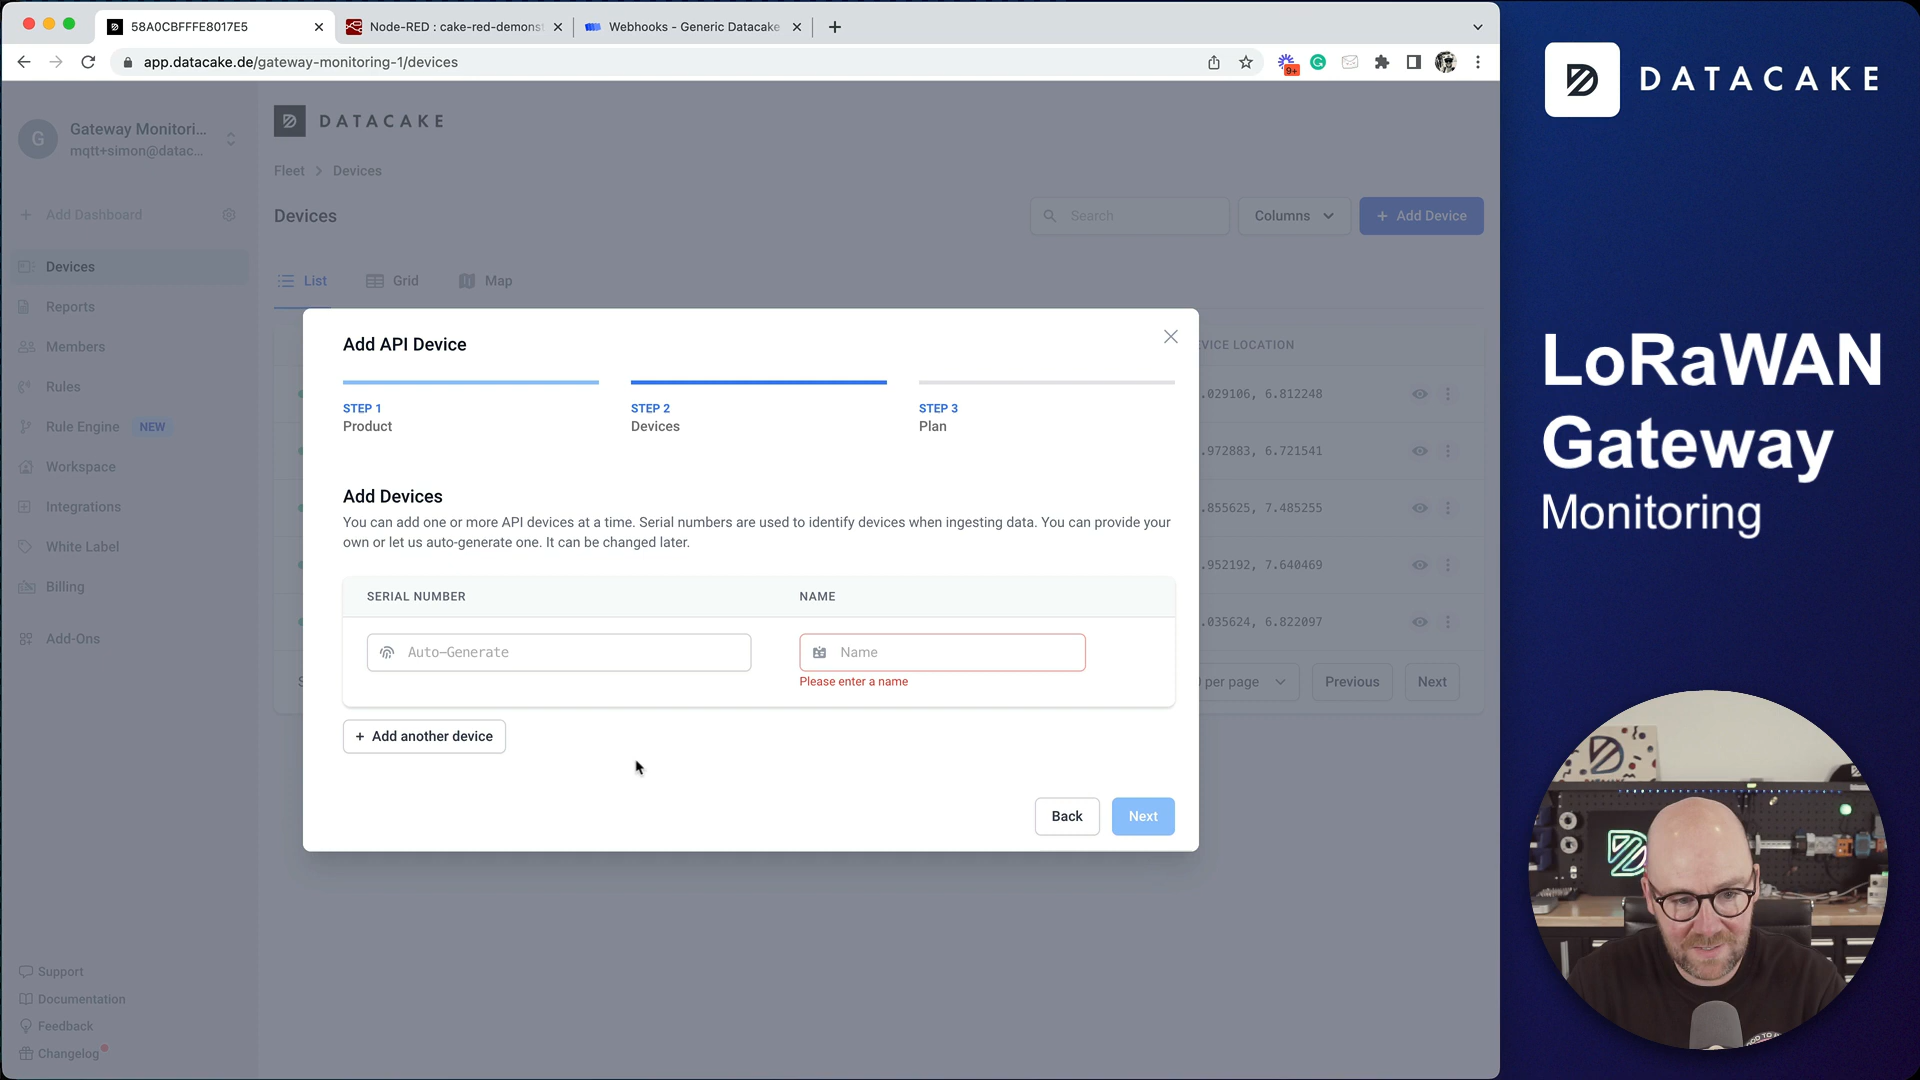 58A0CBFFFE8017E5
Node-RED : cake-red-demonst
Webhooks - Generic Datacake
app.datacake.de/gateway-monitoring-1/devices
9+
G
Gateway Monitori...
mqtt+simon@datac...
Add Dashboard
Devices
Reports
Members
Rules
Rule Engine NEW
Workspace
Integrations
White Label
Billing
Add-Ons
Support
Documentation
Feedback
Changelog
DATACAKE
Fleet > Devices
Devices
Search
Columns
+ Add Device
List
Grid
Map
VICE LOCATION
.029106, 6.812248
.972883, 6.721541
.855625, 7.485255
.952192, 7.640469
.035624, 6.822097
per page
Previous
Next
Add API Device
STEP 1
Product
STEP 2
Devices
STEP 3
Plan
Add Devices
You can add one or more API devices at a time. Serial numbers are used to identify devices when ingesting data. You can provide your
own or let us auto-generate one. It can be changed later.
SERIAL NUMBER
NAME
Auto-Generate
Name
Please enter a name
+ Add another device
Back
Next
DATACAKE
LoRaWAN
Gateway
Monitoring